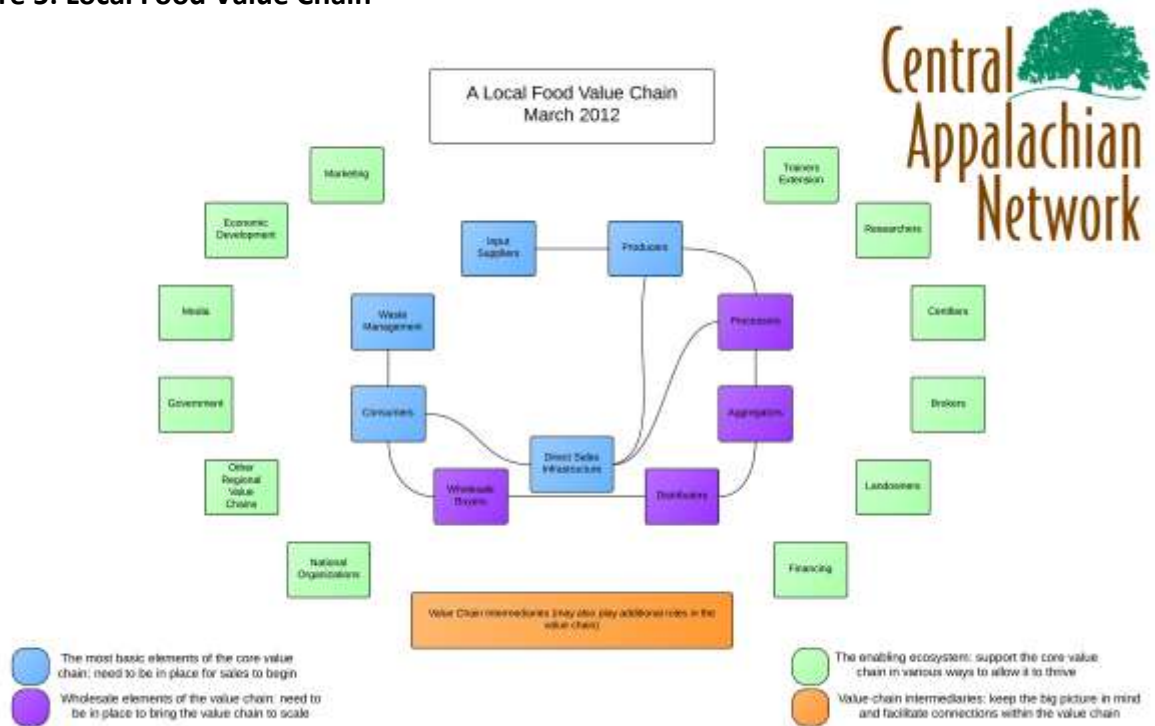 re 3: Local Food Value Chain
Central
Appalachian
Network
A Local Food Value Chain
March 2012
Marketing
Trainers
Extension
Economic
Development
Researchers
Input
Suppliers
Producers
Media
Waste
Management
Processors
Certifiers
Government
Consumers
Aggregators
Brokers
Direct Sales
Infrastructure
Other
Regional
Value
Chains
Wholesale
Buyers
Distributors
Landowners
National
Organizations
Financing
Value Chain Intermediaries (may also play additional roles in the
value chain)
The most basic elements of the core value
chain: need to be in place for sales to begin
Wholesale elements of the value chain: need to
be in place to bring the value chain to scale
The enabling ecosystem: support the core value
chain in various ways to allow it to thrive
Value-chain intermediaries: keep the big picture in mind
and facilitate connections within the value chain